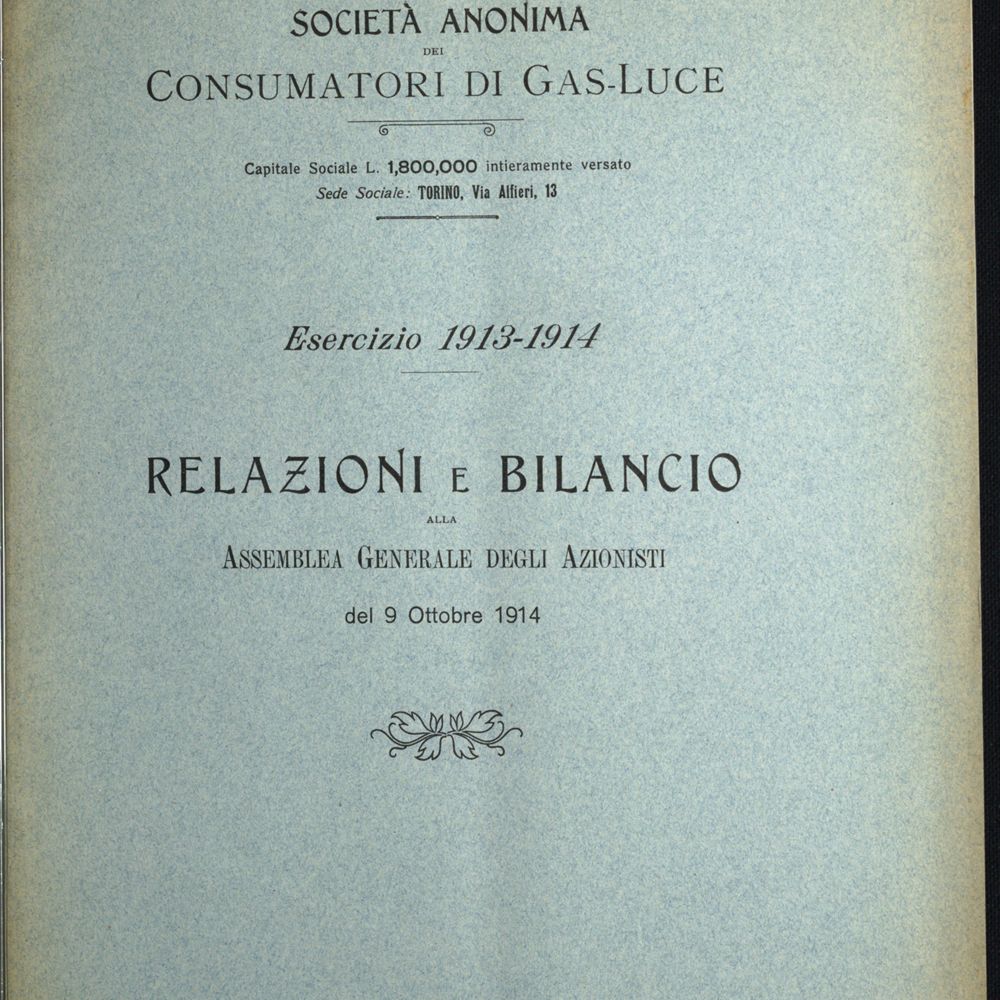 SOCIETÀ ANONIMA
DEI
CONSUMATORI DI GAS-LUCE
Capitale Sociale L. 1,800,000 intieramente versato
Sede Sociale: TORINO, Via Alfieri, 13
Esercizio 1913-1914
RELAZIONI E BILANCIO
ALLA
ASSEMBLEA GENERALE DEGLI AZIONISTI
del 9 Ottobre 1914